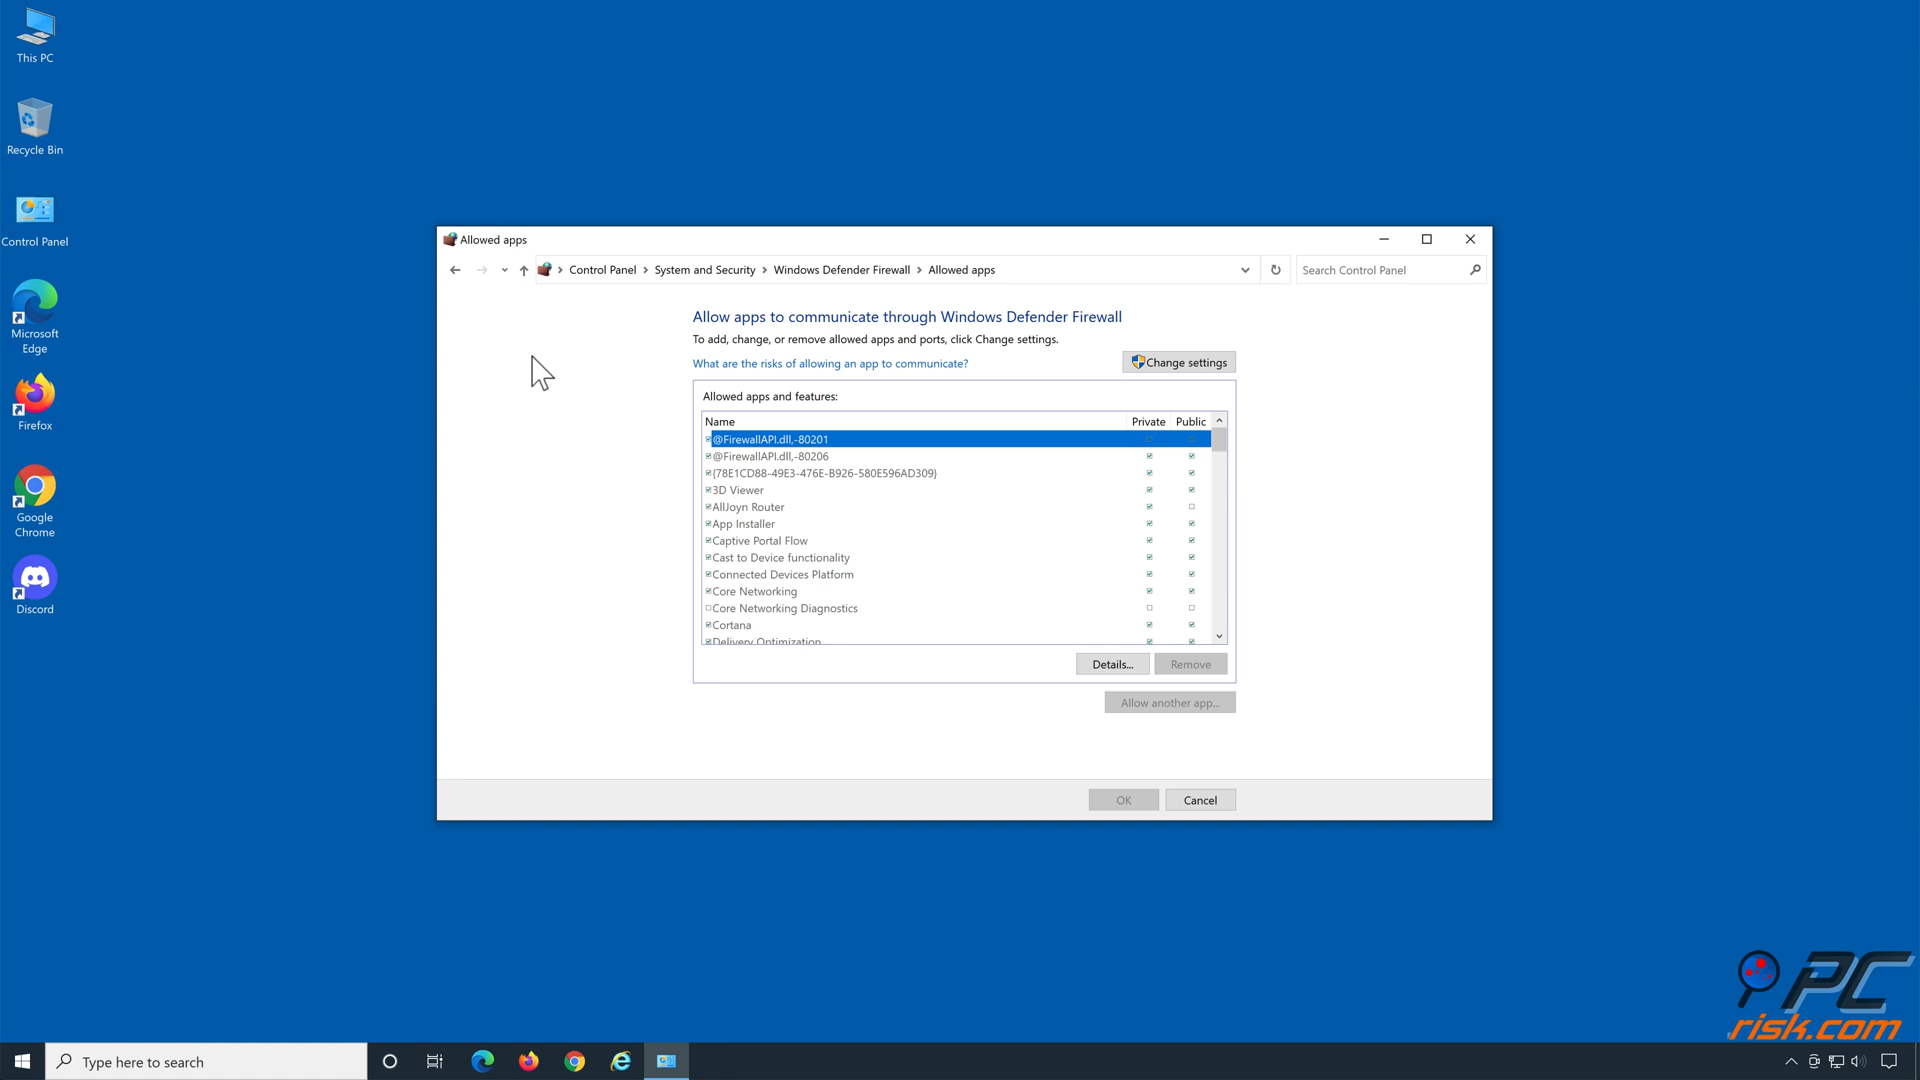 This PC
Recycle Bin
Control Panel
Microsoft
Edge
Firefox
Google
Chrome
Discord
Allowed apps
Control Panel
System and Security
Windows Defender Firewall
Allowed apps
Search Control Panel
Allow apps to communicate through Windows Defender Firewall
To add, change, or remove allowed apps and ports, click Change settings.
What are the risks of allowing an app to communicate?
Change settings
Allowed apps and features:
Name Private Public
@FirewallAPI.dll,-80201
@FirewallAPI.dll,-80206
{78E1CD88-49E3-476E-B926-580E596AD309}
3D Viewer
AllJoyn Router
App Installer
Captive Portal Flow
Cast to Device functionality
Connected Devices Platform
Core Networking
Core Networking Diagnostics
Cortana
Delivery Optimization
Details... Remove
Allow another app...
OK Cancel
PC
risk.com
Type here to search